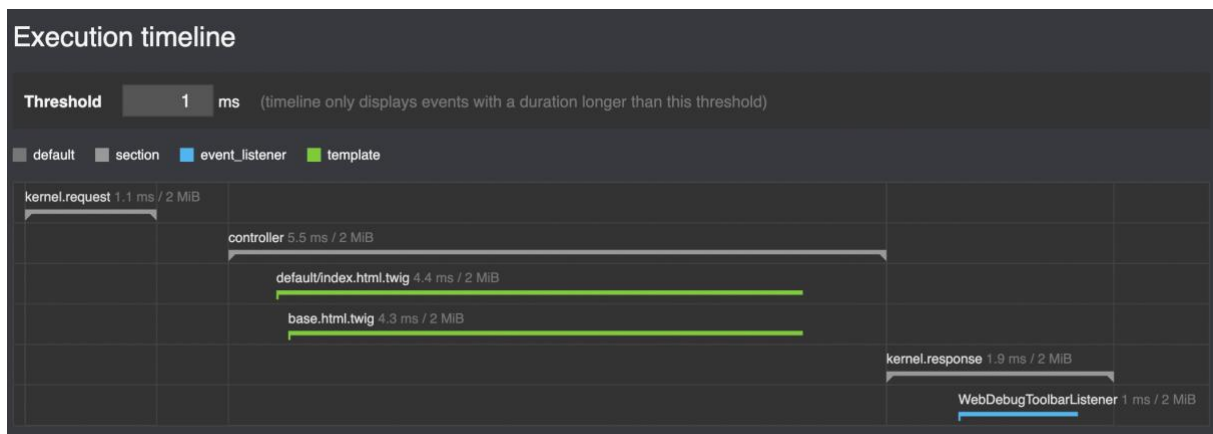 Execution timeline
Threshold 1 ms (timeline only displays events with a duration longer than this threshold)
default section event_listener template
kernel.request 1.1 ms / 2 MiB
controller 5.5 ms / 2 MiB
default/index.html.twig 4.4 ms / 2 MiB
base.html.twig 4.3 ms / 2 MiB
kernel.response 1.9 ms / 2 MiB
WebDebugToolbarListener 1 ms / 2 MiB